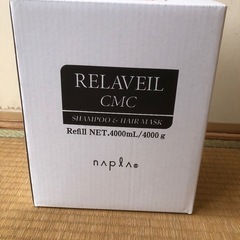 RELAVEIL
CMC
SHAMPOO & HAIR MASK
Refill NET.4000mL/4000g
napla